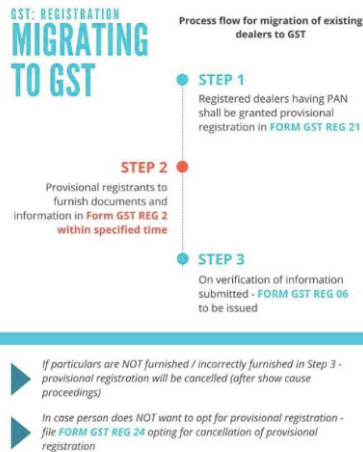 GST: REGISTRATION
MIGRATING
TO GST
Process flow for migration of existing
dealers to GST
STEP 1
Registered dealers having PAN
shall be granted provisional
registration in FORM GST REG 21
STEP 2
Provisional registrants to
furnish documents and
information in Form GST REG 2
within specified time
STEP 3
On verification of information
submitted - FORM GST REG 06
to be issued
If particulars are NOT furnished / incorrectly furnished in Step 3 -
provisional registration will be cancelled (after show cause
proceedings)
In case person does NOT want to opt for provisional registration -
file FORM GST REG 24 opting for cancellation of provisional
registration